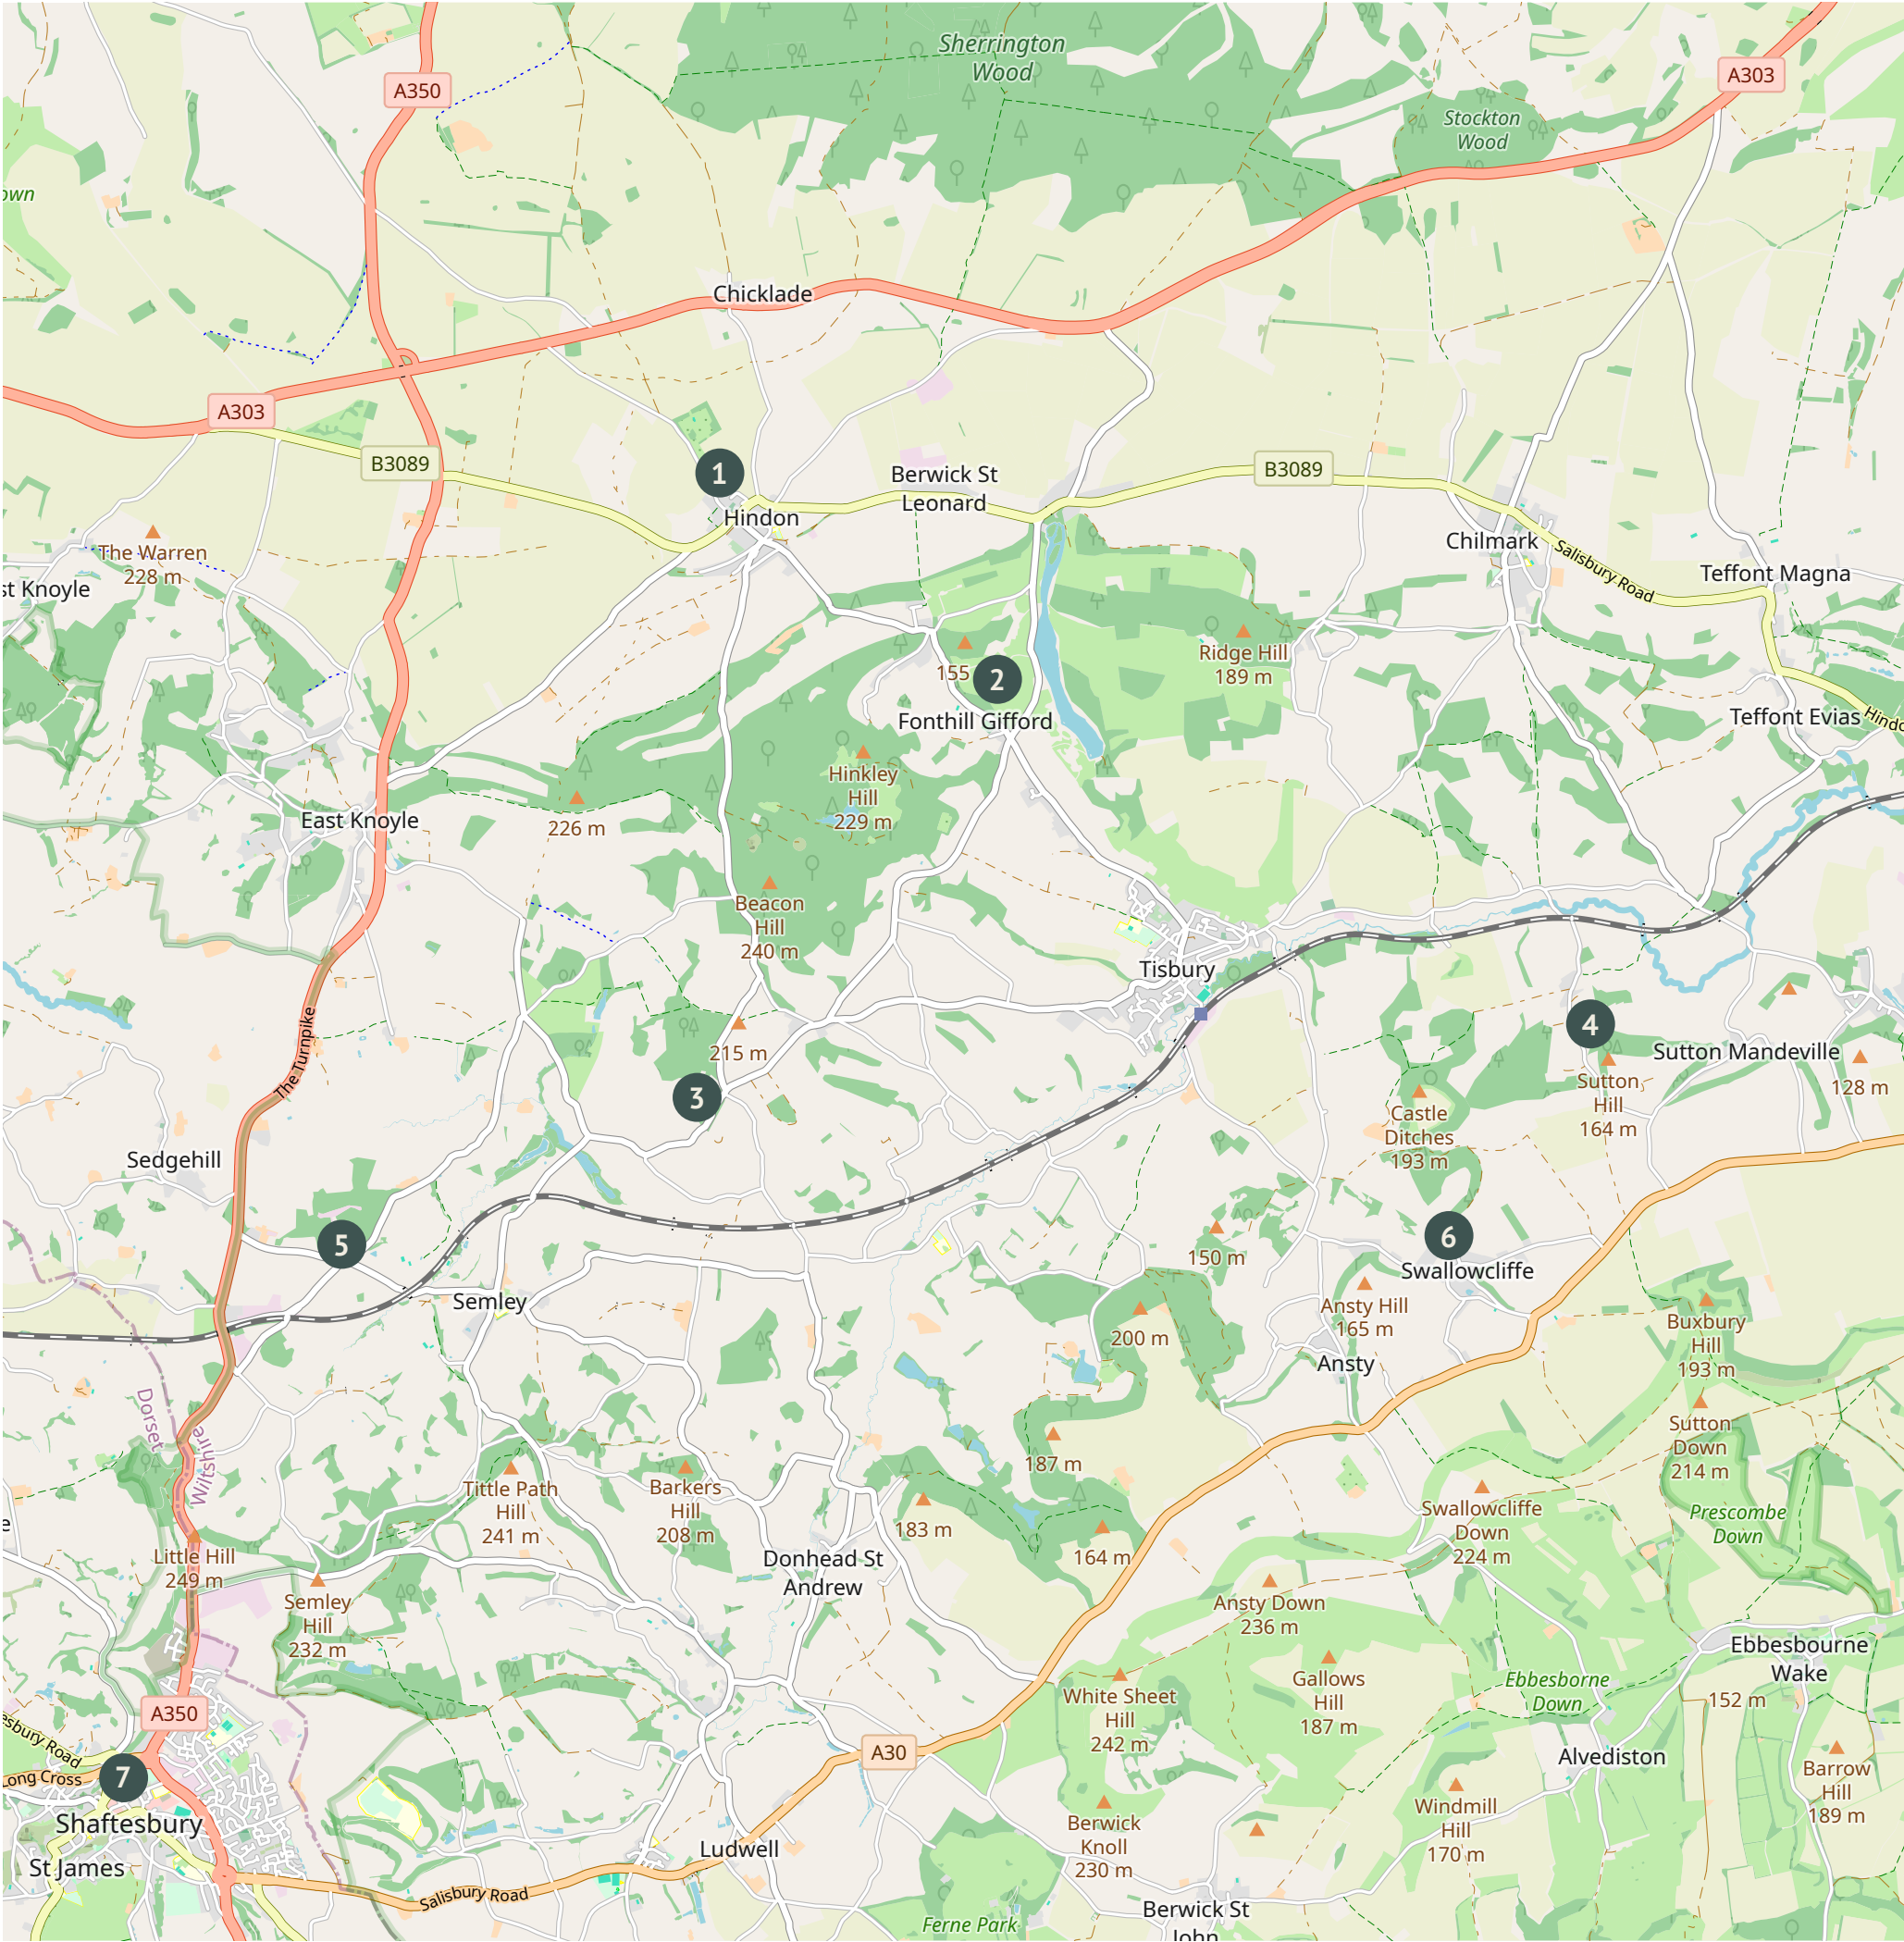 Sherrington
Wood
A350
A303
Stockton
Wood
own
Chicklade
A303
B3089
1
Berwick St
Leonard
B3089
Hindon
Chilmark
The Warren
228 m
st Knoyle
Salisbury Road
Teffont Magna
Ridge Hill
189 m
155
2
Fonthill Gifford
Teffont Evias
Hindo
Hinkley
Hill
229 m
East Knoyle
226 m
Beacon
Hill
240 m
Tisbury
The Turnpike
4
215 m
Sutton Mandeville
3
Sutton
Hill
164 m
128 m
Castle
Ditches
193 m
Sedgehill
5
6
150 m
Swallowcliffe
Semley
Ansty Hill
165 m
200 m
Buxbury
Hill
193 m
Ansty
Dorset
Wiltshire
Sutton
Down
214 m
187 m
Tittle Path
Hill
241 m
Barkers
Hill
208 m
183 m
Swallowcliffe
Down
224 m
Prescombe
Down
e
164 m
Little Hill
249 m
Donhead St
Andrew
Semley
Hill
232 m
Ansty Down
236 m
Ebbesbourne
Wake
Gallows
Hill
187 m
Ebbesborne
Down
White Sheet
Hill
242 m
152 m
A350
esbury Road
A30
Alvediston
Long Cross
7
Barrow
Hill
189 m
Windmill
Hill
170 m
Shaftesbury
Berwick
Knoll
230 m
Ludwell
St James
Salisbury Road
Ferne Park
Berwick St
John